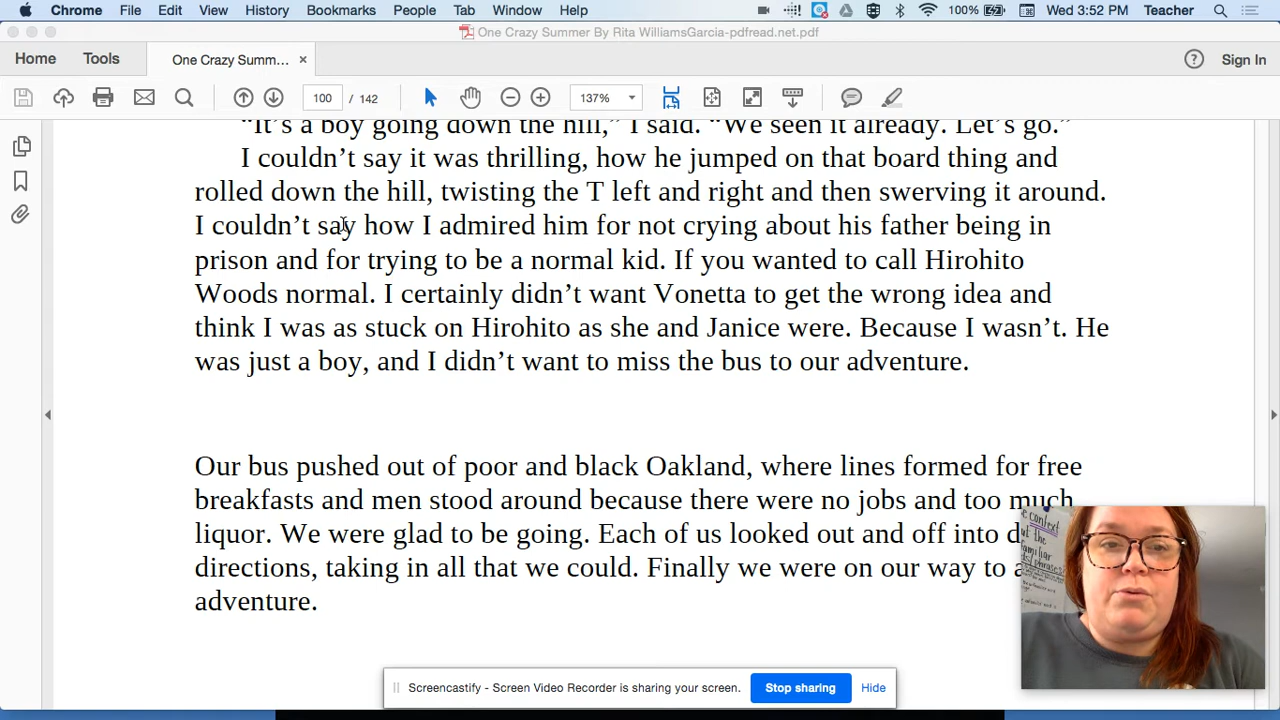 Chrome File Edit View History Bookmarks People Tab Window Help 100% Wed 3:52 PM Teacher
One Crazy Summer By Rita WilliamsGarcia-pdfread.net.pdf
Home Tools One Crazy Summ... × Sign In
100 / 142 137%
“It’s a boy going down the hill,” I said. “We seen it already. Let’s go.”
I couldn’t say it was thrilling, how he jumped on that board thing and
rolled down the hill, twisting the T left and right and then swerving it around.
I couldn’t say how I admired him for not crying about his father being in
prison and for trying to be a normal kid. If you wanted to call Hirohito
Woods normal. I certainly didn’t want Vonetta to get the wrong idea and
think I was as stuck on Hirohito as she and Janice were. Because I wasn’t. He
was just a boy, and I didn’t want to miss the bus to our adventure.
Our bus pushed out of poor and black Oakland, where lines formed for free
breakfasts and men stood around because there were no jobs and too much
liquor. We were glad to be going. Each of us looked out and off into
directions, taking in all that we could. Finally we were on our way to
adventure.
context
Screencastify - Screen Video Recorder is sharing your screen. Stop sharing Hide